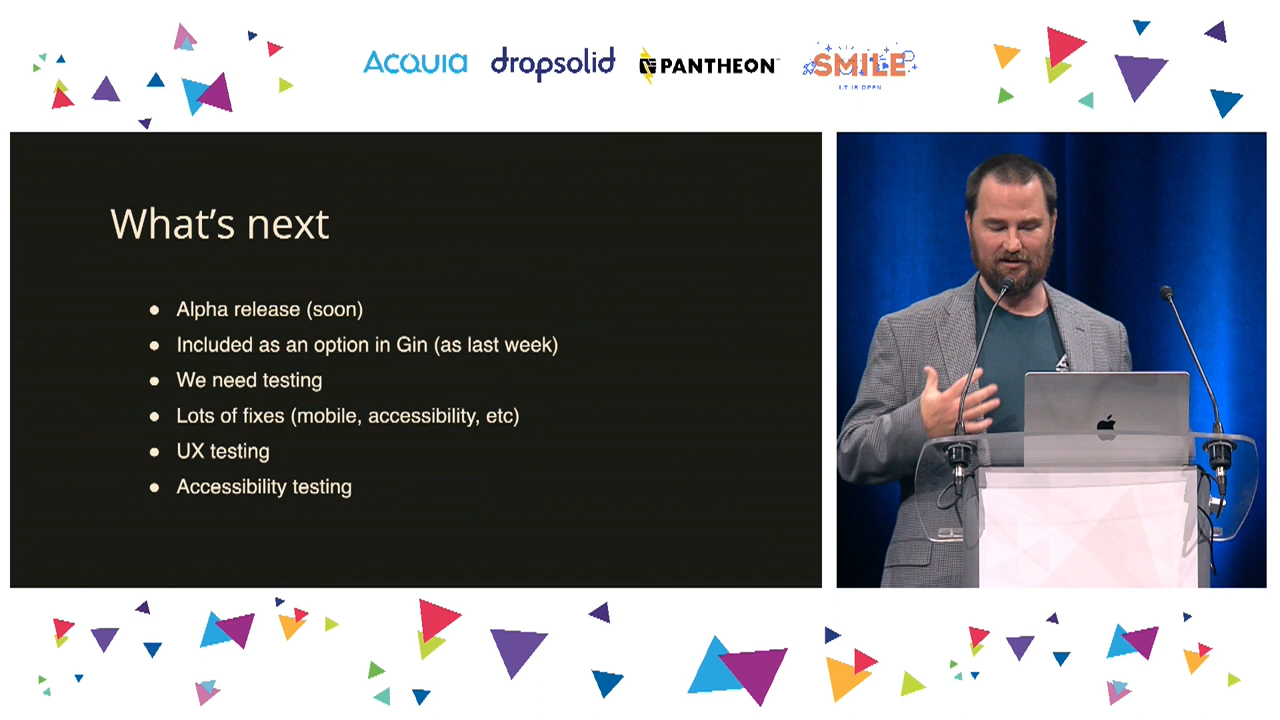 Acquia
dropsolid
PANTHEON
SMILE
I.T IS OPEN
What's next
Alpha release (soon)
Included as an option in Gin (as last week)
We need testing
Lots of fixes (mobile, accessibility, etc)
UX testing
Accessibility testing